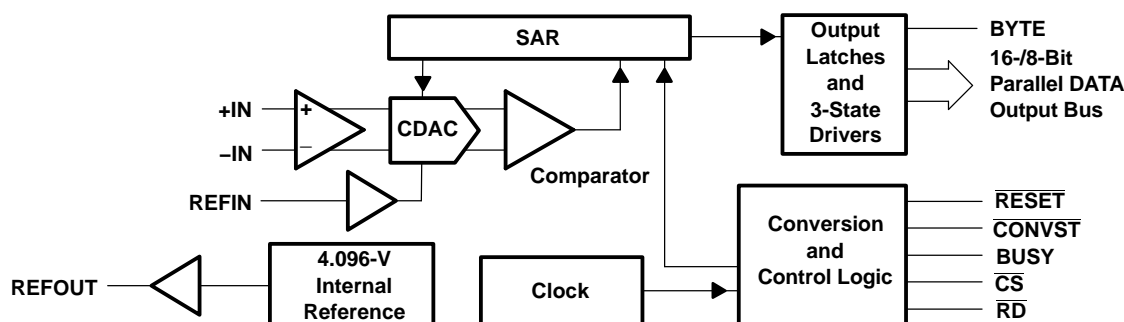 SAR
Output
Latches
and
3-State
Drivers
BYTE
16-/8-Bit
Parallel DATA
Output Bus
+IN
−IN
+
−
CDAC
Comparator
REFIN
REFOUT
4.096-V
Internal
Reference
Clock
Conversion
and
Control Logic
RESET
CONVST
BUSY
CS
RD